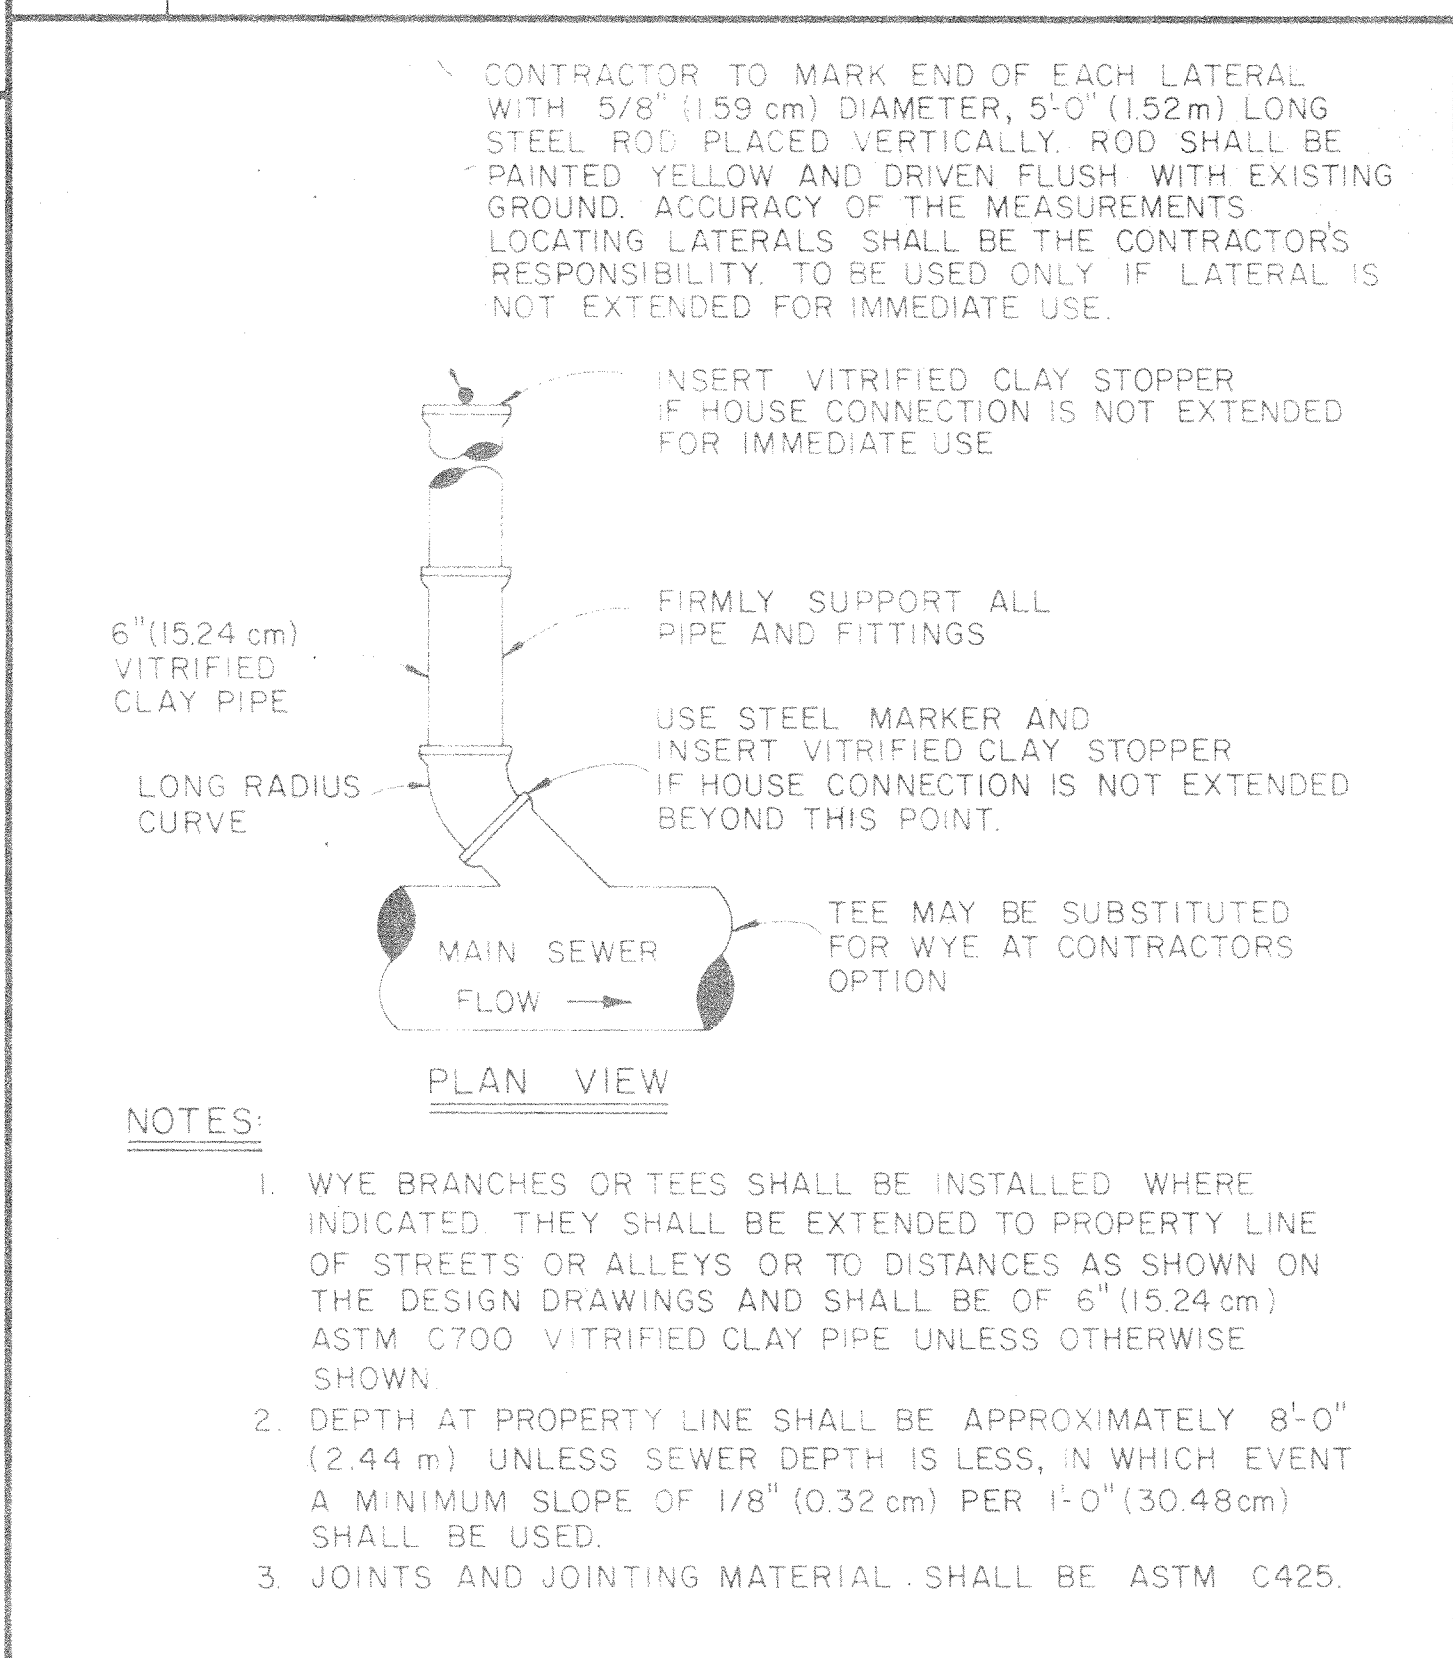 CONTRACTOR TO MARK END OF EACH LATERAL
WITH 5/8" (1.59 cm) DIAMETER, 5'-0" (1.52 m) LONG
STEEL ROD PLACED VERTICALLY. ROD SHALL BE
PAINTED YELLOW AND DRIVEN FLUSH WITH EXISTING
GROUND. ACCURACY OF THE MEASUREMENTS
LOCATING LATERALS SHALL BE THE CONTRACTOR'S
RESPONSIBILITY. TO BE USED ONLY IF LATERAL IS
NOT EXTENDED FOR IMMEDIATE USE.
INSERT VITRIFIED CLAY STOPPER
IF HOUSE CONNECTION IS NOT EXTENDED
FOR IMMEDIATE USE
FIRMLY SUPPORT ALL
PIPE AND FITTINGS
6" (15.24 cm)
VITRIFIED
CLAY PIPE
USE STEEL MARKER AND
INSERT VITRIFIED CLAY STOPPER
IF HOUSE CONNECTION IS NOT EXTENDED
BEYOND THIS POINT.
LONG RADIUS
CURVE
TEE MAY BE SUBSTITUTED
FOR WYE AT CONTRACTORS
OPTION
MAIN SEWER
FLOW
PLAN VIEW
NOTES:
1. WYE BRANCHES OR TEES SHALL BE INSTALLED WHERE
INDICATED. THEY SHALL BE EXTENDED TO PROPERTY LINE
OF STREETS OR ALLEYS OR TO DISTANCES AS SHOWN ON
THE DESIGN DRAWINGS AND SHALL BE OF 6" (15.24 cm)
ASTM C700 VITRIFIED CLAY PIPE UNLESS OTHERWISE
SHOWN.
2. DEPTH AT PROPERTY LINE SHALL BE APPROXIMATELY 8'-0"
(2.44 m) UNLESS SEWER DEPTH IS LESS, IN WHICH EVENT
A MINIMUM SLOPE OF 1/8" (0.32 cm) PER 1'-0" (30.48 cm)
SHALL BE USED.
3. JOINTS AND JOINTING MATERIAL SHALL BE ASTM C425.